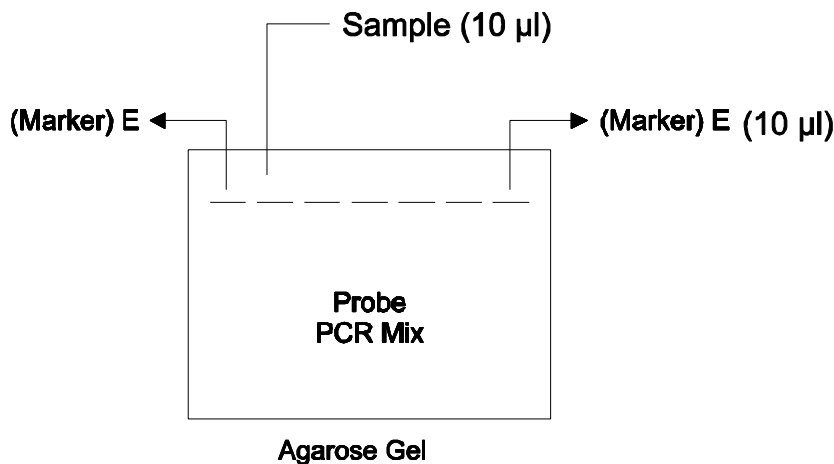 Sample (10 µl)
(Marker) E
(Marker) E (10 µl)
Probe
PCR Mix
Agarose Gel